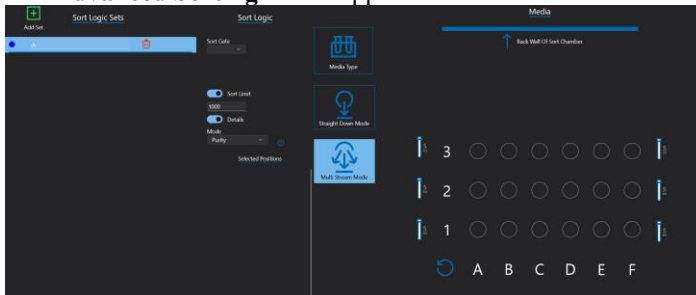 Sort Logic Sets
Add Set
A
Sort Logic
Sort Gate
Sort Limit
1000
Details
Mode
Purity
Selected Positions
Media Type
Straight Down Mode
Multi Stream Mode
Media
Back Wall Of Sort Chamber
3
2
1
A B C D E F